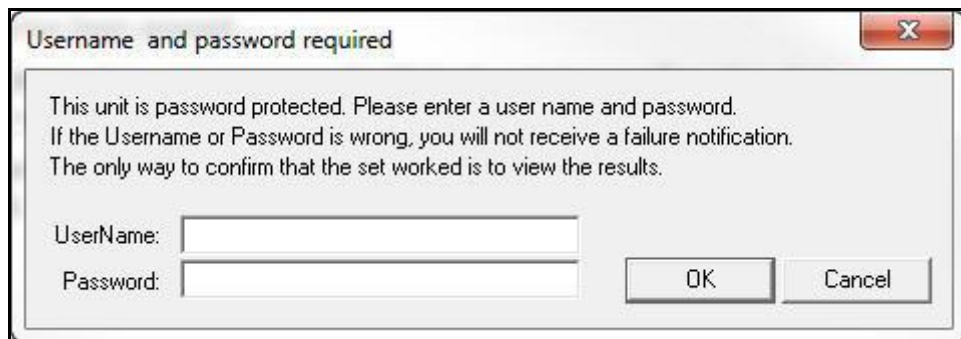 Username  and password required
This unit is password protected. Please enter a user name and password.
If the Username or Password is wrong, you will not receive a failure notification.
The only way to confirm that the set worked is to view the results.
UserName:
Password:
OK Cancel